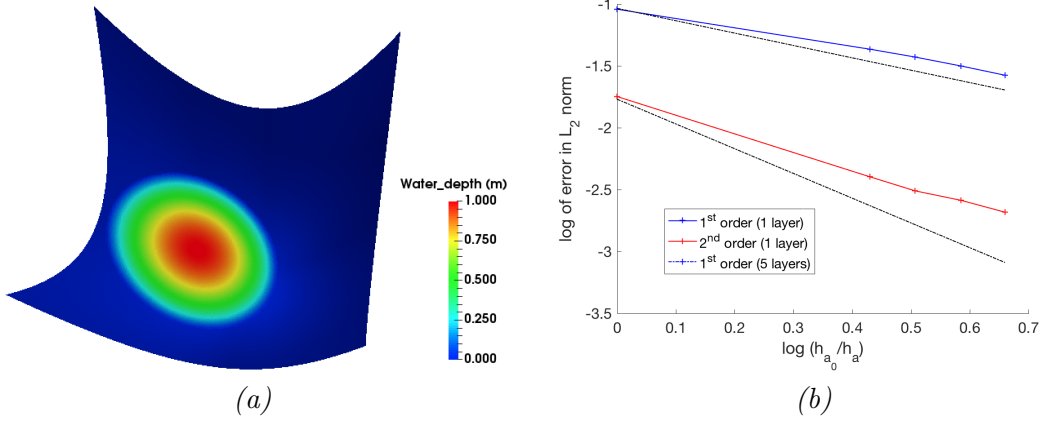 Water_depth (m)
1.000
0.750
0.500
0.250
0.000
(a)
log of error in L2 norm
-1
-1.5
-2
-2.5
-3
-3.5
1st order (1 layer)
2nd order (1 layer)
1st order (5 layers)
0 0.1 0.2 0.3 0.4 0.5 0.6 0.7
log (ha0/ha)
(b)